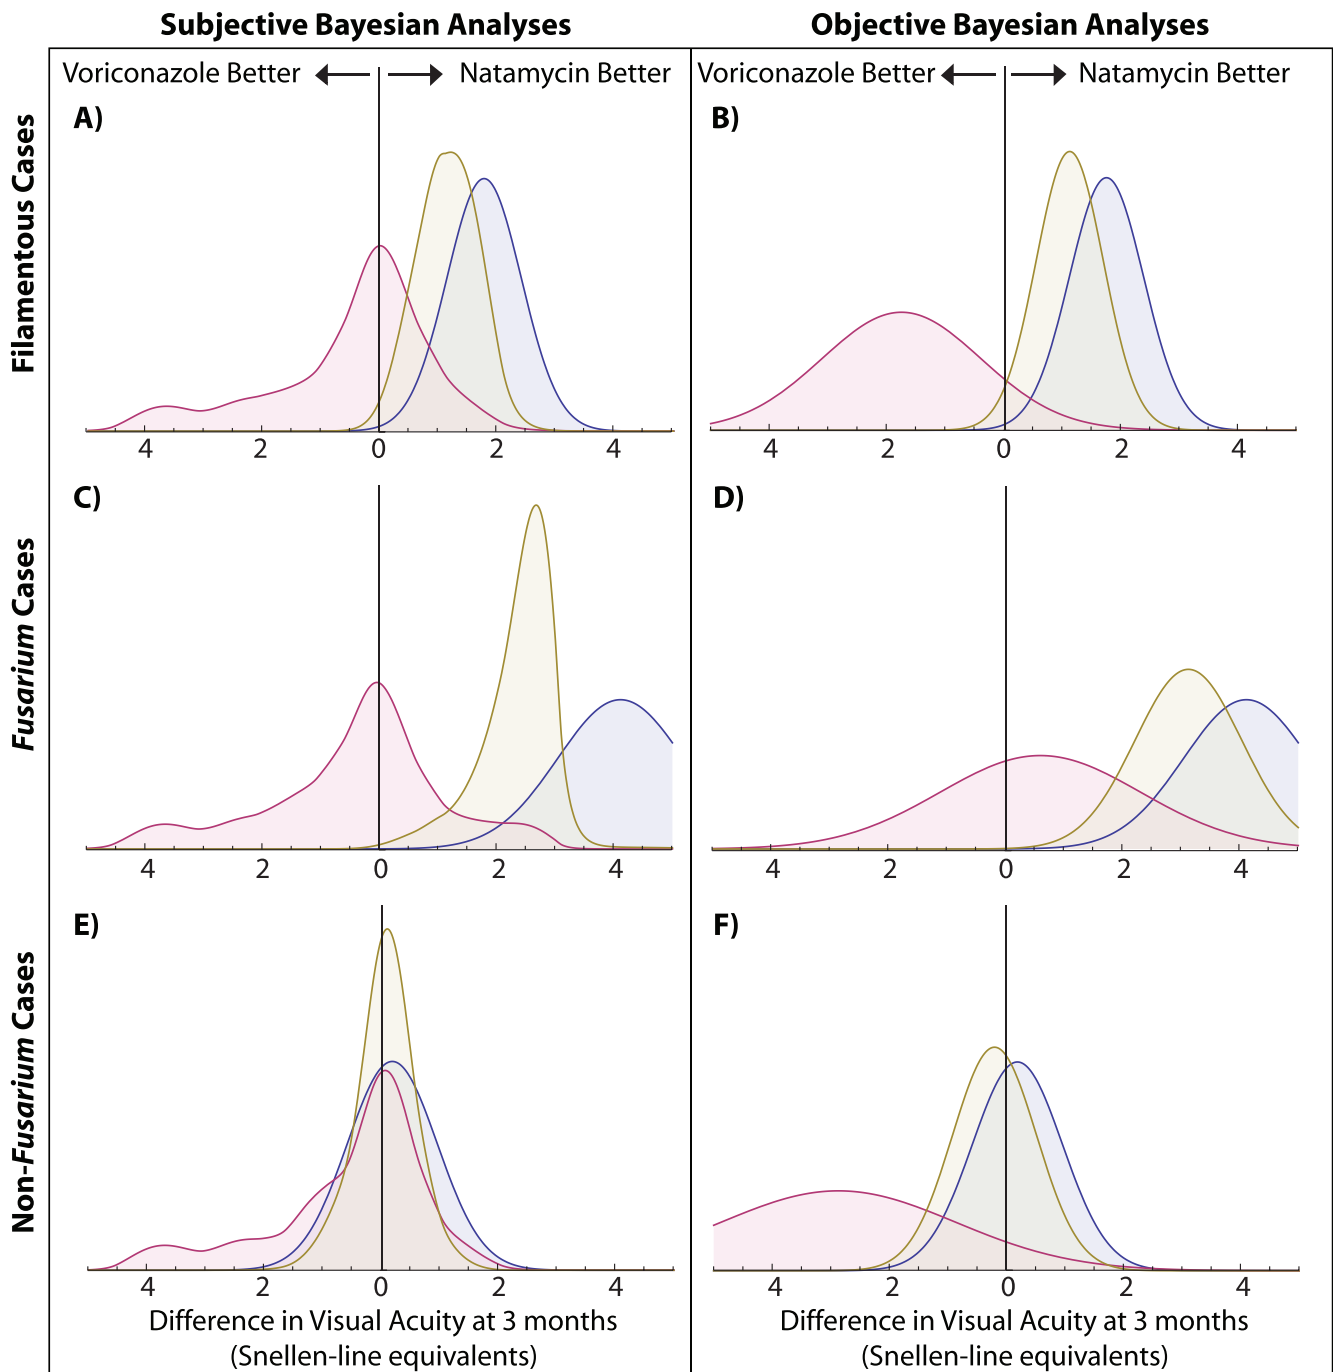 Subjective Bayesian Analyses
Objective Bayesian Analyses
Voriconazole Better
Natamycin Better
Voriconazole Better
Natamycin Better
Filamentous Cases
A)
4 2 0 2 4
B)
4 2 0 2 4
Fusarium Cases
C)
4 2 0 2 4
D)
4 2 0 2 4
Non-Fusarium Cases
E)
4 2 0 2 4
F)
4 2 0 2 4
Difference in Visual Acuity at 3 months
(Snellen-line equivalents)
Difference in Visual Acuity at 3 months
(Snellen-line equivalents)